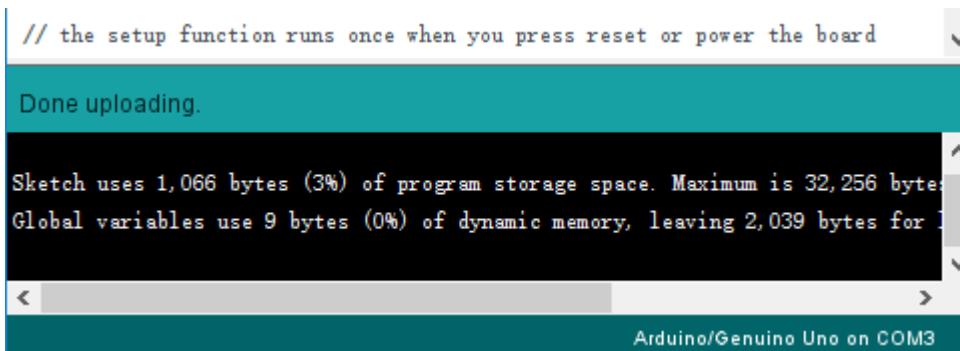 // the setup function runs once when you press reset or power the board
Done uploading.
Sketch uses 1,066 bytes (3%) of program storage space. Maximum is 32,256
Global variables use 9 bytes (0%) of dynamic memory, leaving 2,039 bytes for
Arduino/Genuino Uno on COM3